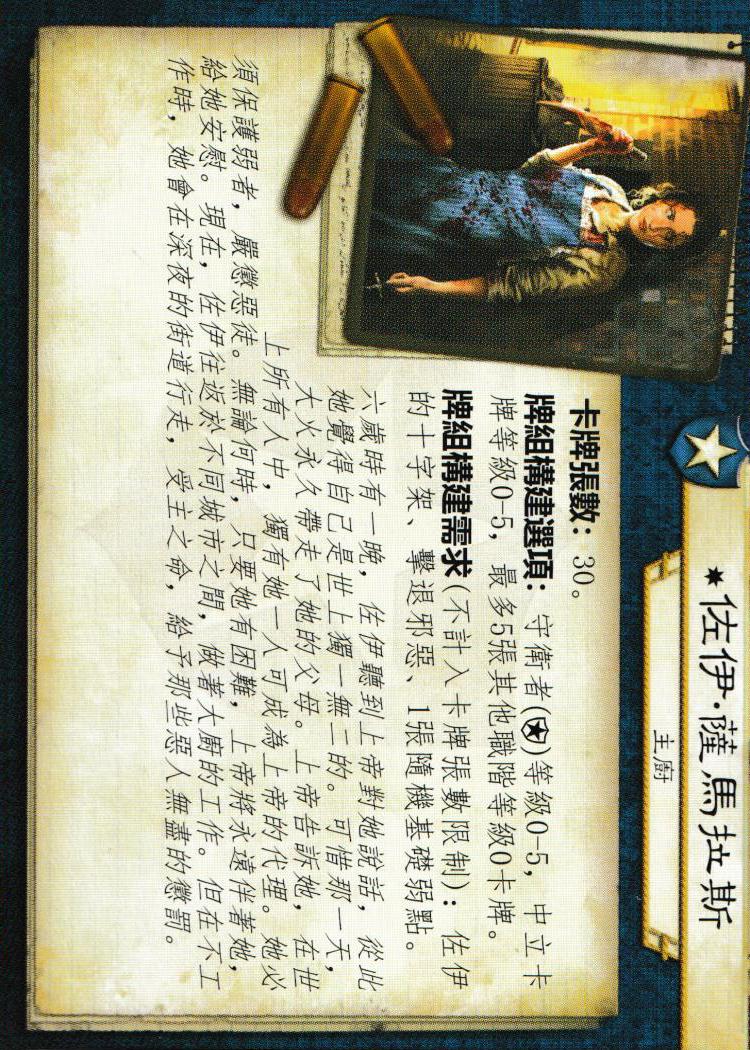 佐伊·薩馬拉斯
主廚
卡牌張數：30。
牌組構建選項：守衛者()等級0-5，中立卡
牌等級0-5，最多5張其他職階等級0卡牌。
牌組構建需求(不計入卡牌張數限制)：佐伊
的十字架、擊退邪惡、1張隨機基礎弱點。
六歲時有一晚，佐伊聽到上帝對她說話，從此
她覺得自己是世上獨一無二的。可惜那一天，
大火永久帶走了她的父母。上帝告訴她，在世
上所有人中，獨有她一人可成為上帝的代理。她必
須保護弱者，嚴懲惡徒。無論何時，只要她有困難，上帝將永遠伴著她，
給她安慰。現在，佐伊往返於不同城市之間，做著大廚的工作。但在不工
作時，她會在深夜的街道行走，受主之命，給予那些惡人無盡的懲罰。